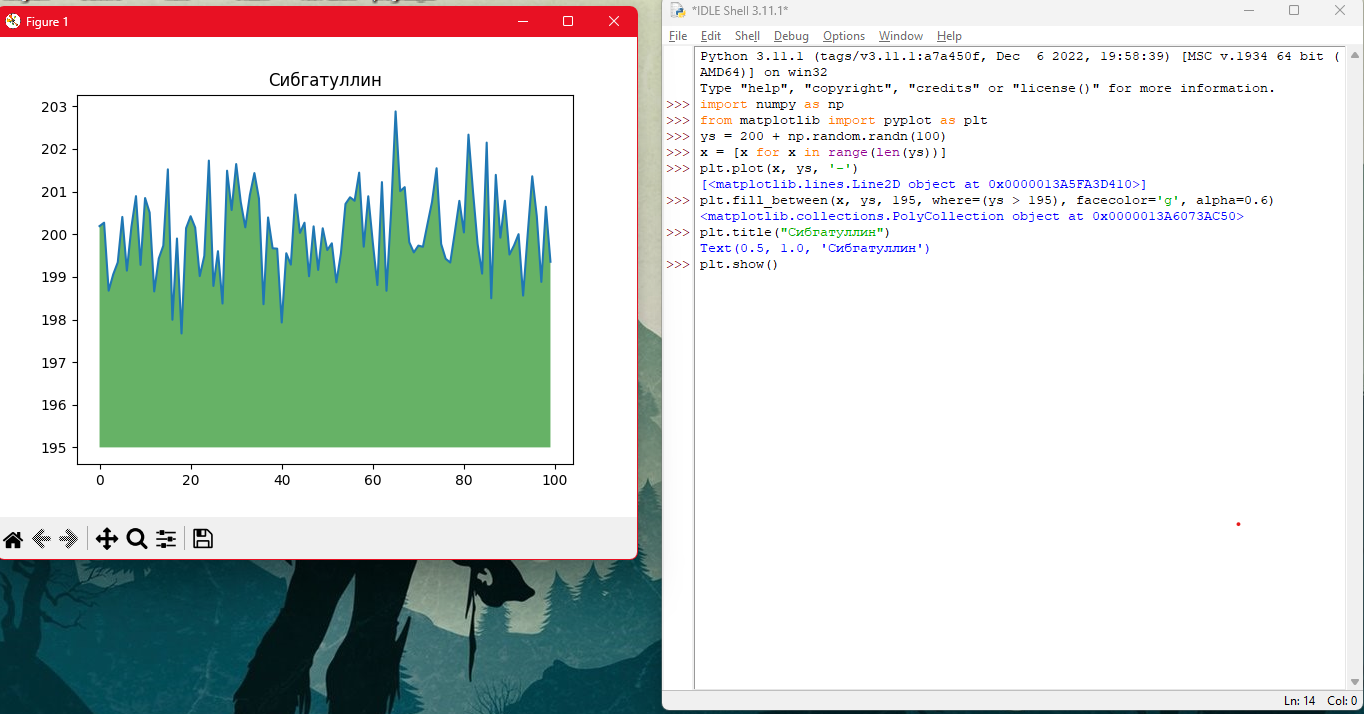 Figure 1
Сибгатуллин
203
202
201
200
199
198
197
196
195
0 20 40 60 80 100
*IDLE Shell 3.11.1*
File Edit Shell Debug Options Window Help
Python 3.11.1 (tags/v3.11.1:a7a450f, Dec  6 2022, 19:58:39) [MSC v.1934 64 bit (
AMD64)] on win32
Type "help", "copyright", "credits" or "license()" for more information.
>>> import numpy as np
>>> from matplotlib import pyplot as plt
>>> ys = 200 + np.random.randn(100)
>>> x = [x for x in range(len(ys))]
>>> plt.plot(x, ys, '-')
[<matplotlib.lines.Line2D object at 0x0000013A5FA3D410>]
>>> plt.fill_between(x, ys, 195, where=(ys > 195), facecolor='g', alpha=0.6)
<matplotlib.collections.PolyCollection object at 0x0000013A6073AC50>
>>> plt.title("Сибгатуллин")
Text(0.5, 1.0, 'Сибгатуллин')
>>> plt.show()
Ln: 14 Col: 0